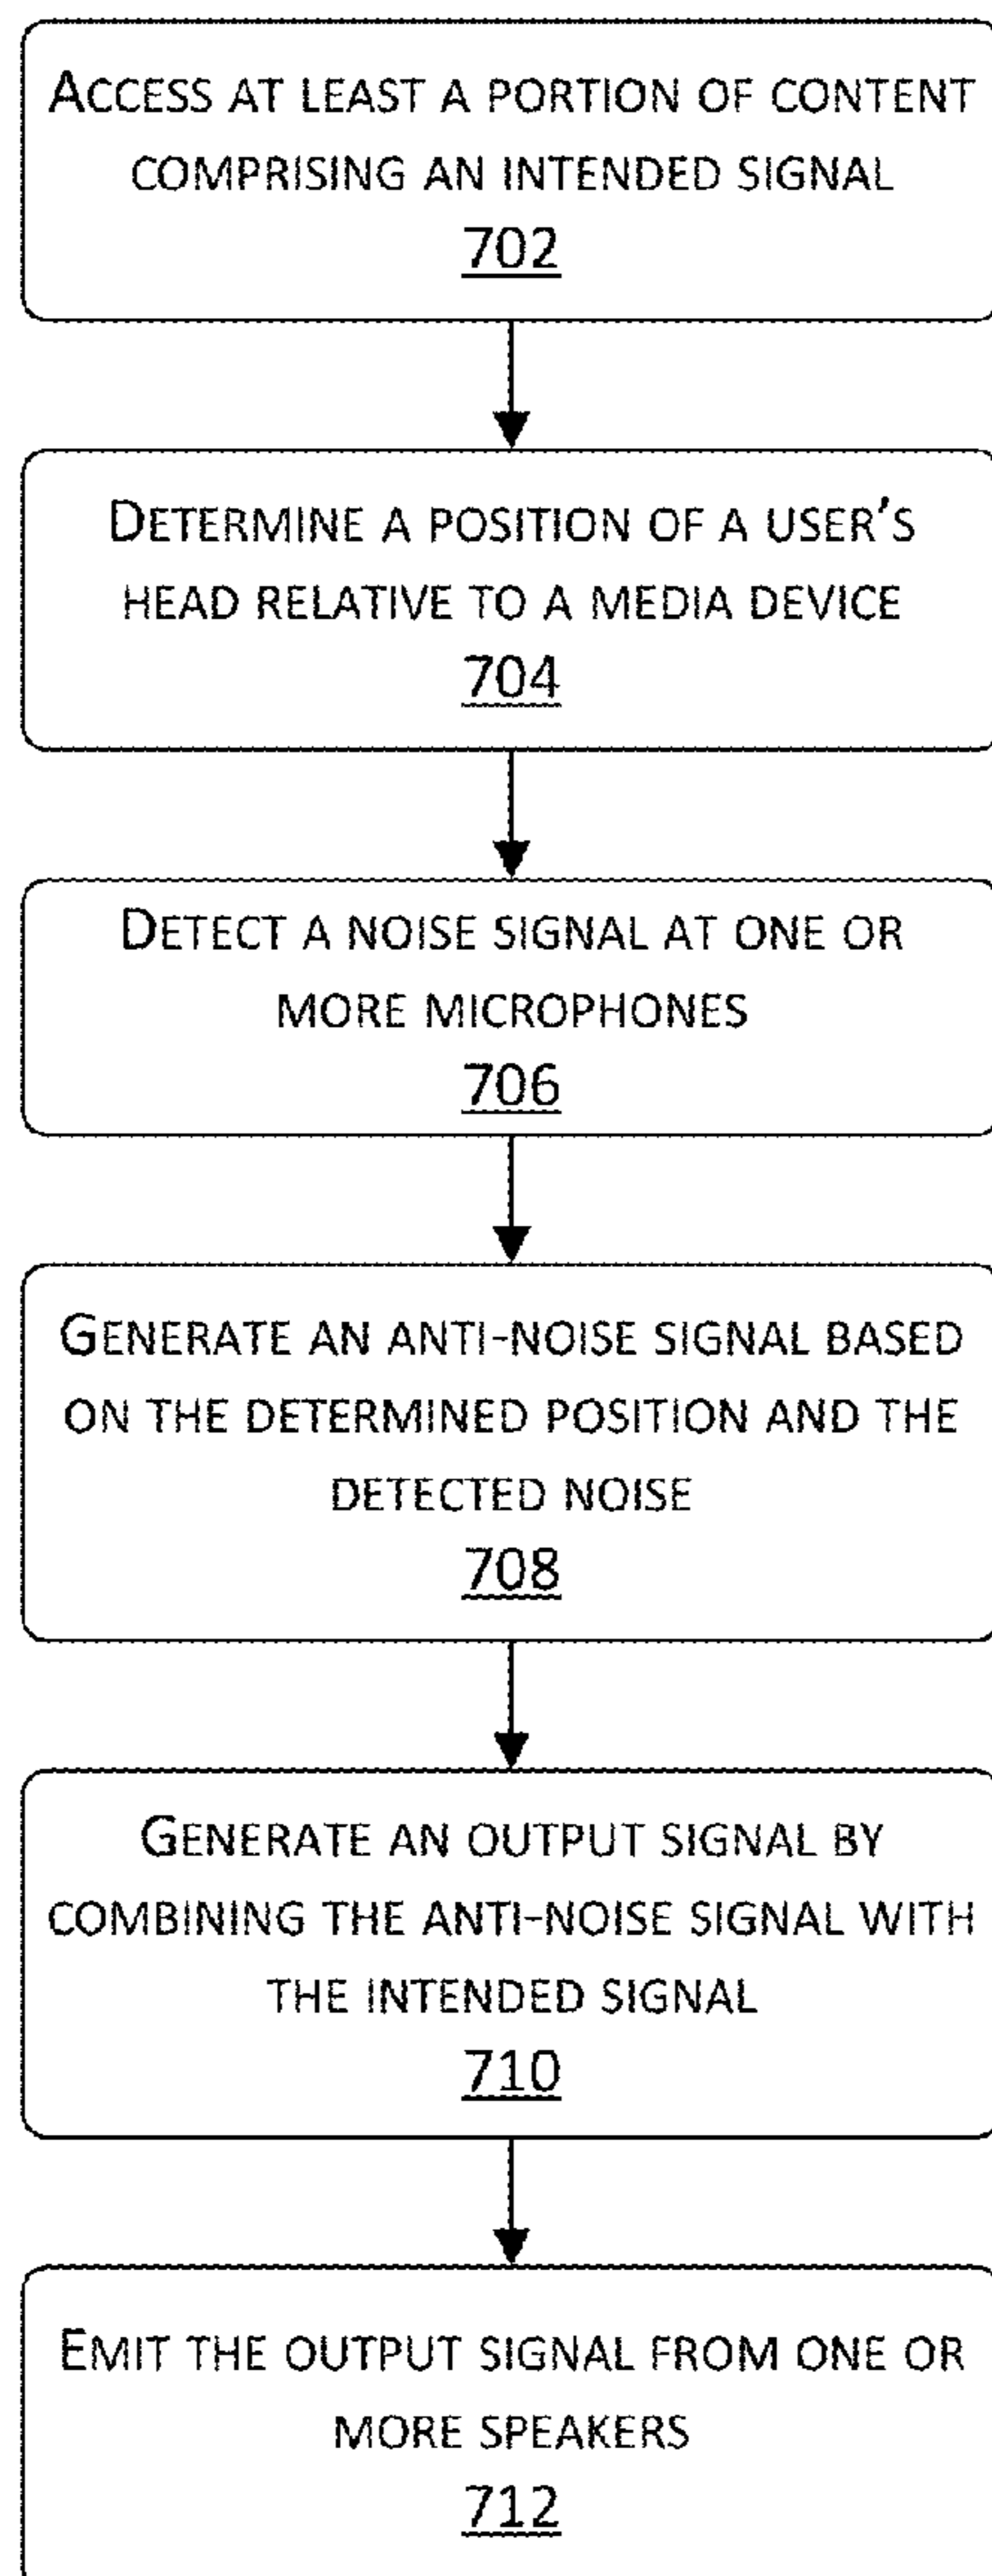 ACCESS AT LEAST A PORTION OF CONTENT
COMPRISING AN INTENDED SIGNAL
702
DETERMINE A POSITION OF A USER'S
HEAD RELATIVE TO A MEDIA DEVICE
704
DETECT A NOISE SIGNAL AT ONE OR
MORE MICROPHONES
706
GENERATE AN ANTI-NOISE SIGNAL BASED
ON THE DETERMINED POSITION AND THE
DETECTED NOISE
708
GENERATE AN OUTPUT SIGNAL BY
COMBINING THE ANTI-NOISE SIGNAL WITH
THE INTENDED SIGNAL
710
EMIT THE OUTPUT SIGNAL FROM ONE OR
MORE SPEAKERS
712